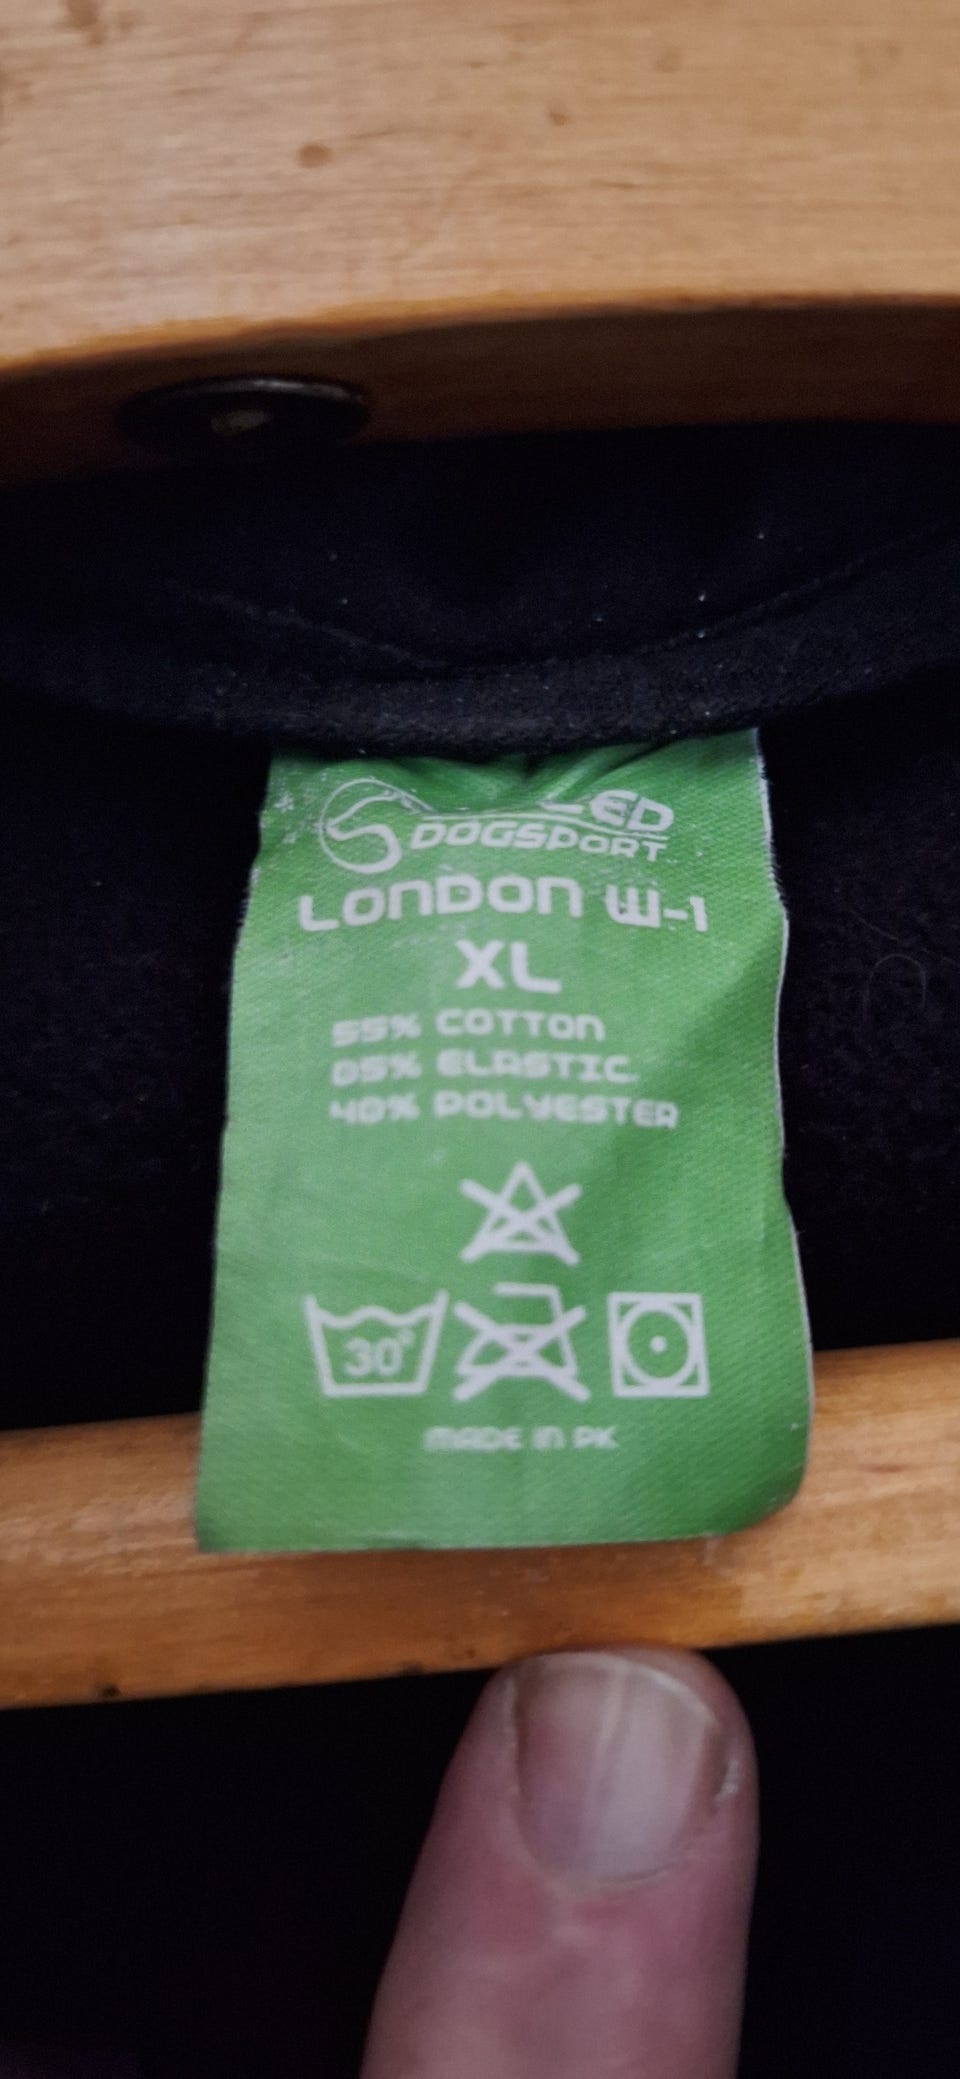 DOGSPORT
LONDON W-1
XL
55% COTTON
05% ELASTIC
40% POLYESTER
30°
MADE IN PK